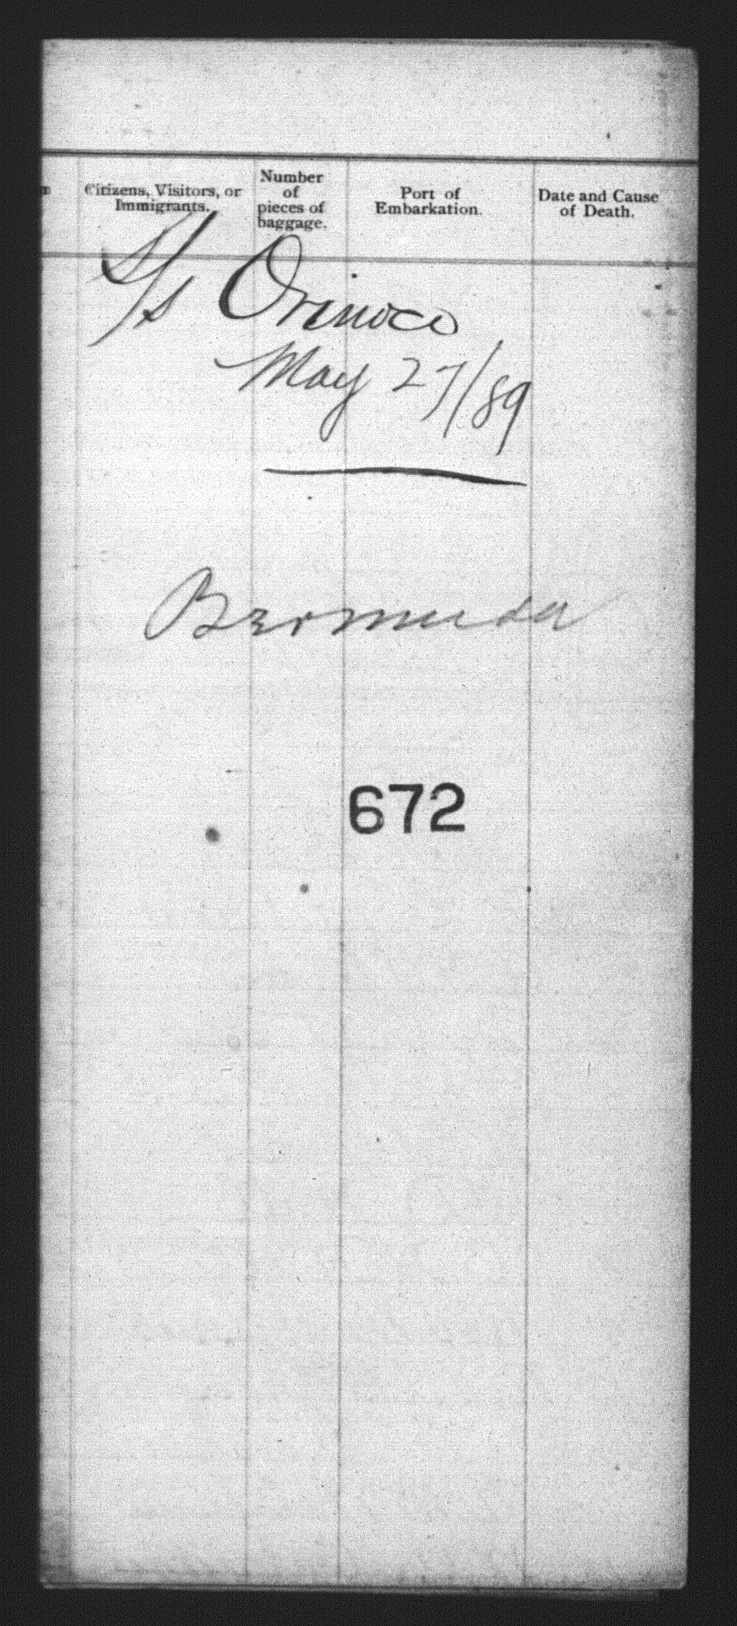 Citizens, Visitors, or
Immigrants.
Number
of
pieces of
baggage.
Port of
Embarkation.
Date and Cause
of Death.
S/s Orinoco
May 27/89
Bermuda
672